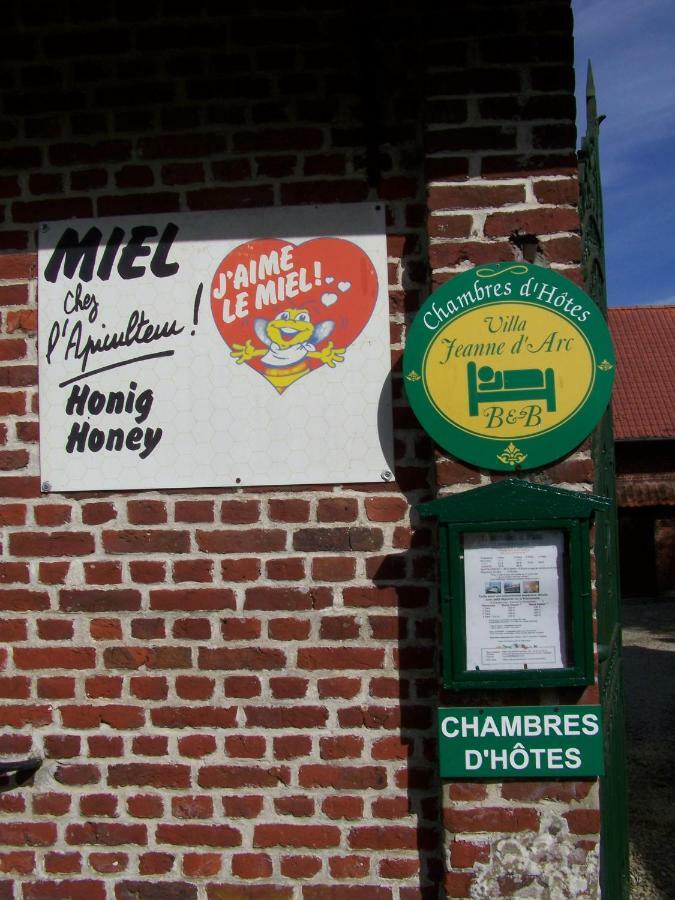 MIEL
Chez
l'Apiculteur !
Honig
Honey
J'AIME
LE MIEL!
Chambres d'Hôtes
Villa
Jeanne d'Arc
B&B
CHAMBRES
D'HÔTES